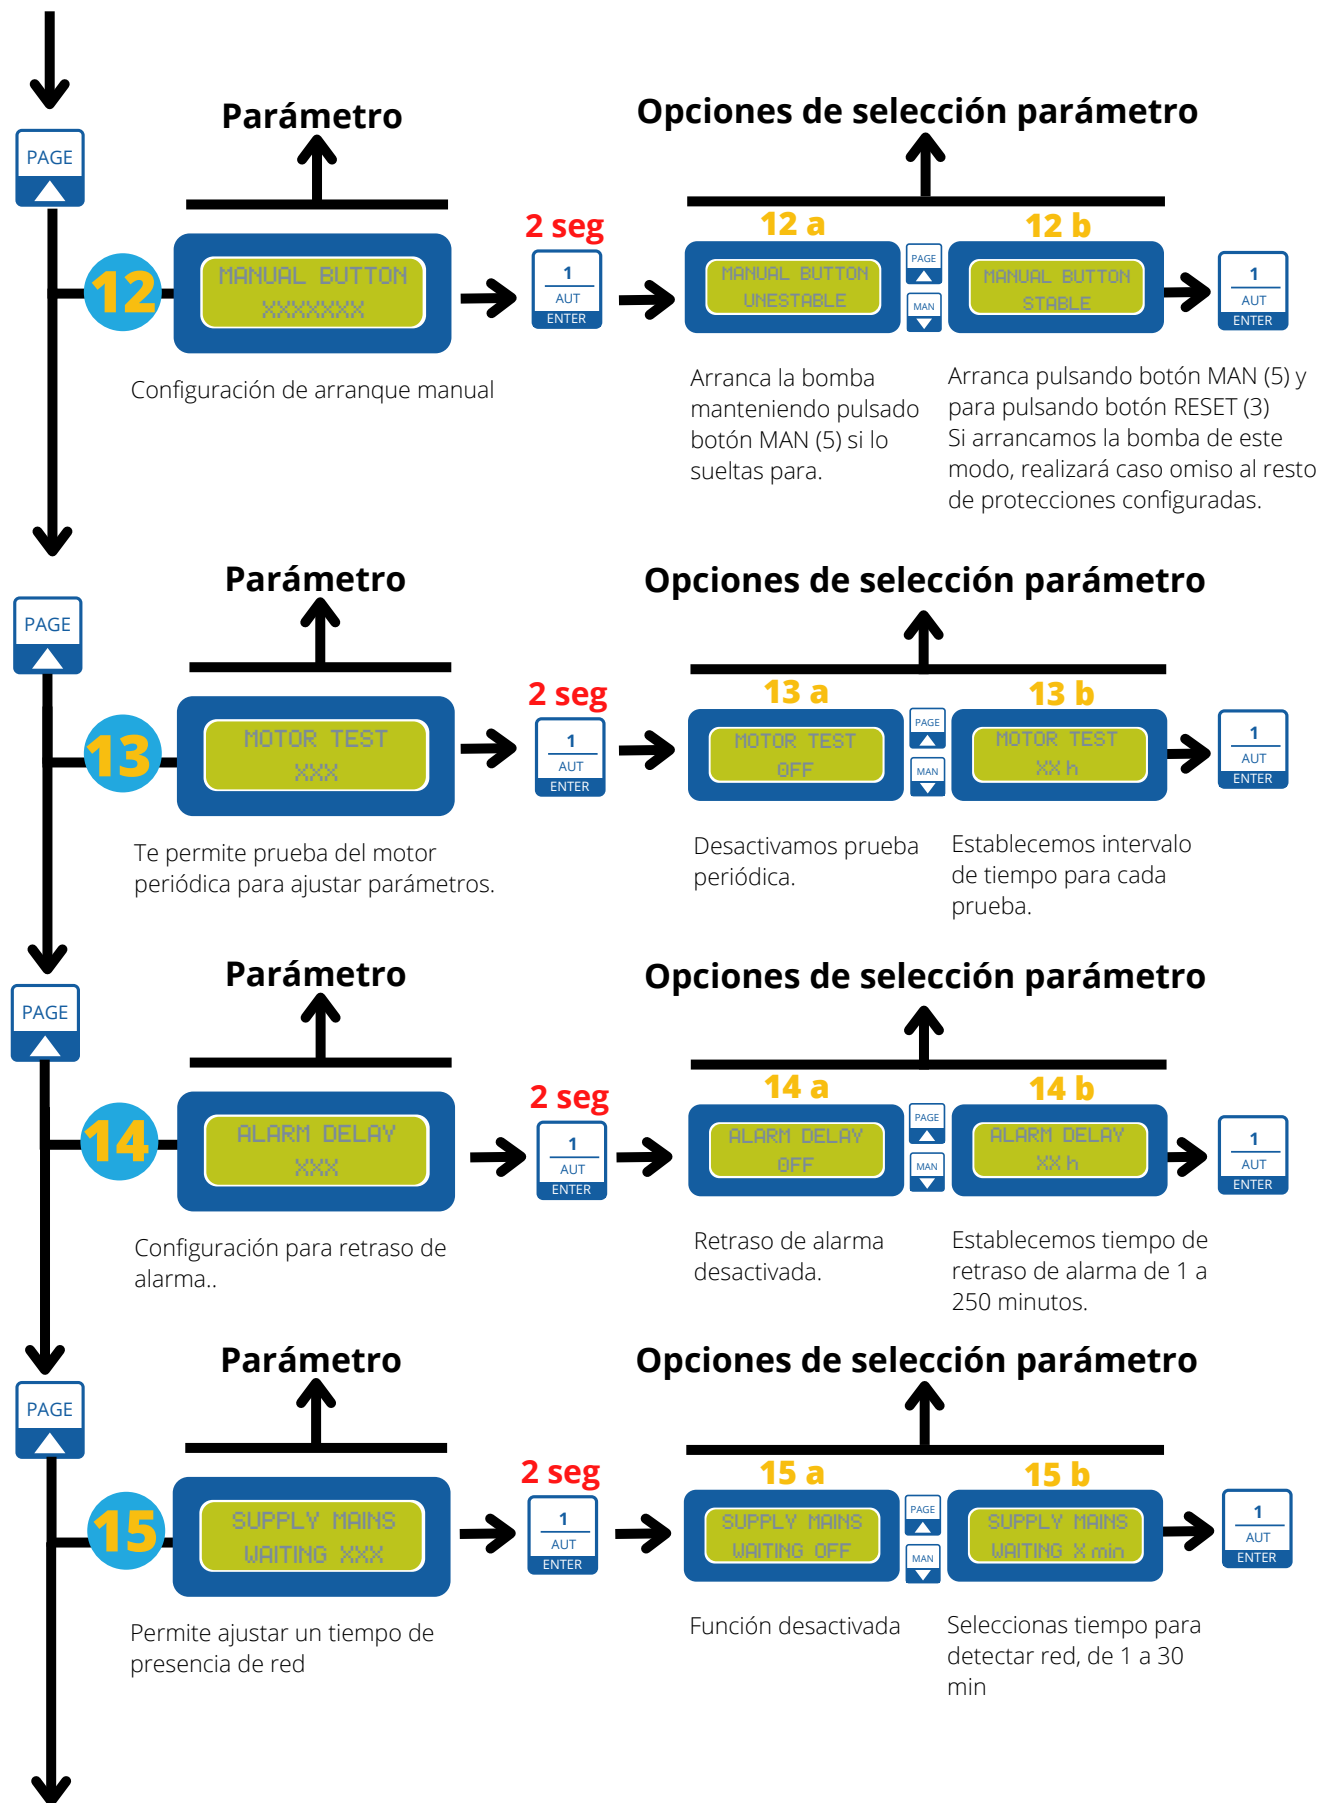 Parámetro
Opciones de selección parámetro
PAGE
2 seg
12 a
12 b
12
MANUAL BUTTON
XXXXXXX
1
AUT
ENTER
MANUAL BUTTON
UNESTABLE
PAGE
MAN
MANUAL BUTTON
STABLE
1
AUT
ENTER
Configuración de arranque manual
Arranca la bomba
manteniendo pulsado
botón MAN (5) si lo
sueltas para.
Arranca pulsando botón MAN (5) y
para pulsando botón RESET (3)
Si arrancamos la bomba de este
modo, realizará caso omiso al resto
de protecciones configuradas.
Parámetro
Opciones de selección parámetro
PAGE
2 seg
13 a
13 b
13
MOTOR TEST
XXX
1
AUT
ENTER
MOTOR TEST
OFF
PAGE
MAN
MOTOR TEST
XX h
1
AUT
ENTER
Te permite prueba del motor
periódica para ajustar parámetros.
Desactivamos prueba
periódica.
Establecemos intervalo
de tiempo para cada
prueba.
Parámetro
Opciones de selección parámetro
PAGE
2 seg
14 a
14 b
14
ALARM DELAY
XXX
1
AUT
ENTER
ALARM DELAY
OFF
PAGE
MAN
ALARM DELAY
XX h
1
AUT
ENTER
Configuración para retraso de
alarma..
Retraso de alarma
desactivada.
Establecemos tiempo de
retraso de alarma de 1 a
250 minutos.
Parámetro
Opciones de selección parámetro
PAGE
2 seg
15 a
15 b
15
SUPPLY MAINS
WAITING XXX
1
AUT
ENTER
SUPPLY MAINS
WAITING OFF
PAGE
MAN
SUPPLY MAINS
WAITING X min
1
AUT
ENTER
Permite ajustar un tiempo de
presencia de red
Función desactivada
Seleccionas tiempo para
detectar red, de 1 a 30
min